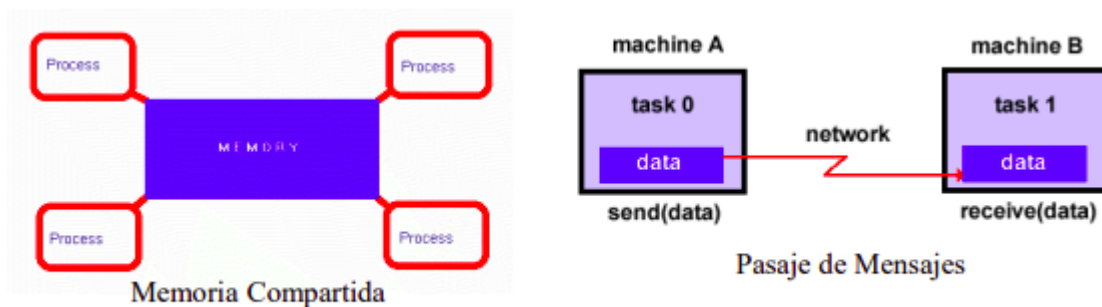 Process
Process
MEMORY
Process
Process
Memoria Compartida
machine A
machine B
task 0
task 1
network
data
data
send(data)
receive(data)
Pasaje de Mensajes